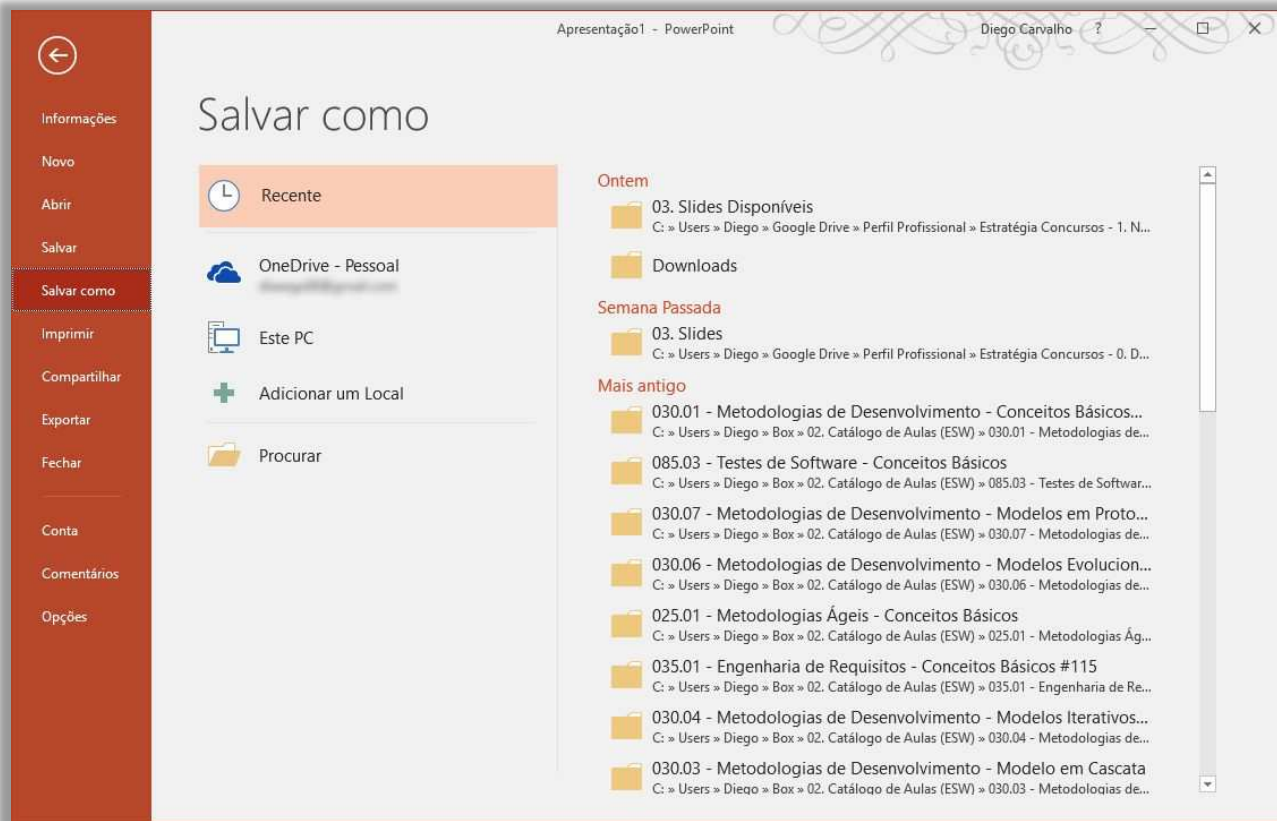 Apresentação1 - PowerPoint
Diego Carvalho
?
Informações
Novo
Abrir
Salvar
Salvar como
Imprimir
Compartilhar
Exportar
Fechar
Conta
Comentários
Opções
Salvar como
Recente
OneDrive - Pessoal
Este PC
Adicionar um Local
Procurar
Ontem
03. Slides Disponíveis
C: » Users » Diego » Google Drive » Perfil Profissional » Estratégia Concursos - 1. N...
Downloads
Semana Passada
03. Slides
C: » Users » Diego » Google Drive » Perfil Profissional » Estratégia Concursos - 0. D...
Mais antigo
030.01 - Metodologias de Desenvolvimento - Conceitos Básicos...
C: » Users » Diego » Box » 02. Catálogo de Aulas (ESW) » 030.01 - Metodologias de...
085.03 - Testes de Software - Conceitos Básicos
C: » Users » Diego » Box » 02. Catálogo de Aulas (ESW) » 085.03 - Testes de Softwar...
030.07 - Metodologias de Desenvolvimento - Modelos em Proto...
C: » Users » Diego » Box » 02. Catálogo de Aulas (ESW) » 030.07 - Metodologias de...
030.06 - Metodologias de Desenvolvimento - Modelos Evolucion...
C: » Users » Diego » Box » 02. Catálogo de Aulas (ESW) » 030.06 - Metodologias de...
025.01 - Metodologias Ágeis - Conceitos Básicos
C: » Users » Diego » Box » 02. Catálogo de Aulas (ESW) » 025.01 - Metodologias Ág...
035.01 - Engenharia de Requisitos - Conceitos Básicos #115
C: » Users » Diego » Box » 02. Catálogo de Aulas (ESW) » 035.01 - Engenharia de Re...
030.04 - Metodologias de Desenvolvimento - Modelos Iterativos...
C: » Users » Diego » Box » 02. Catálogo de Aulas (ESW) » 030.04 - Metodologias de...
030.03 - Metodologias de Desenvolvimento - Modelo em Cascata
C: » Users » Diego » Box » 02. Catálogo de Aulas (ESW) » 030.03 - Metodologias de...